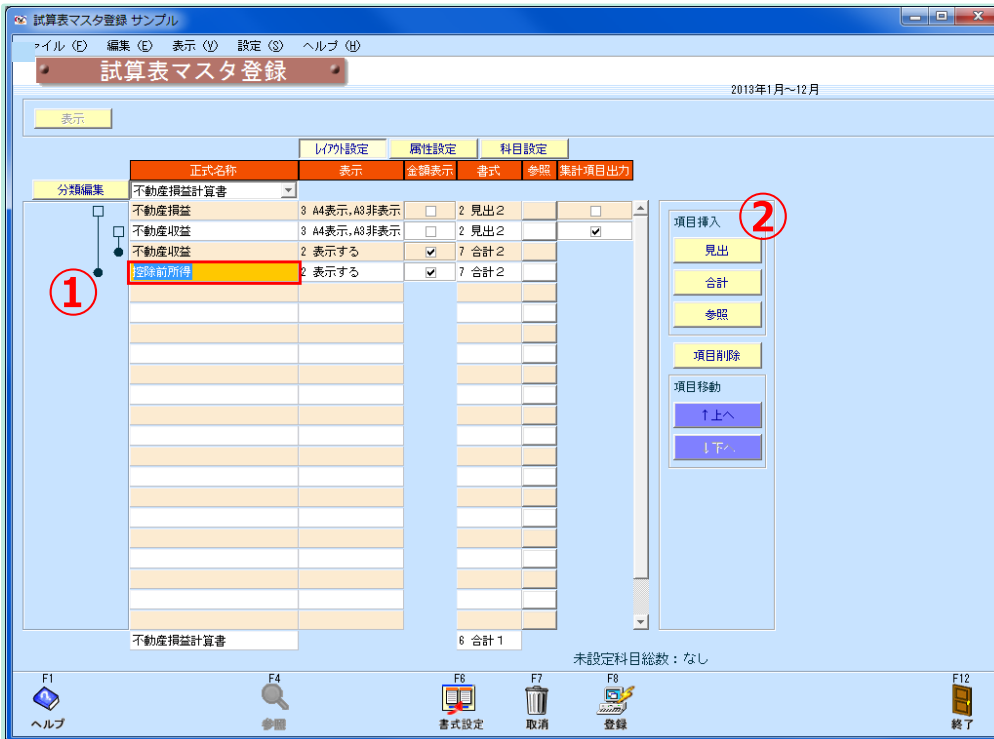 試算表マスタ登録 サンプル
ァイル (F) 編集 (E) 表示 (V) 設定 (S) ヘルプ (H)
試算表マスタ登録
2013年1月～12月
表示
レイアウト設定 属性設定 科目設定
正式名称 表示 金額表示 書式 参照 集計項目出力
分類編集 不動産損益計算書
不動産損益 3 A4表示,A3非表示 2 見出2
不動産収益 3 A4表示,A3非表示 2 見出2
不動産収益 2 表示する 7 合計2
控除前所得 2 表示する 7 合計2
①
②
項目挿入
見出
合計
参照
項目削除
項目移動
↑上へ
↓下へ
不動産損益計算書 6 合計1
未設定科目総数：なし
F1 F4 F6 F7 F8 F12
ヘルプ 参照 書式設定 取消 登録 終了